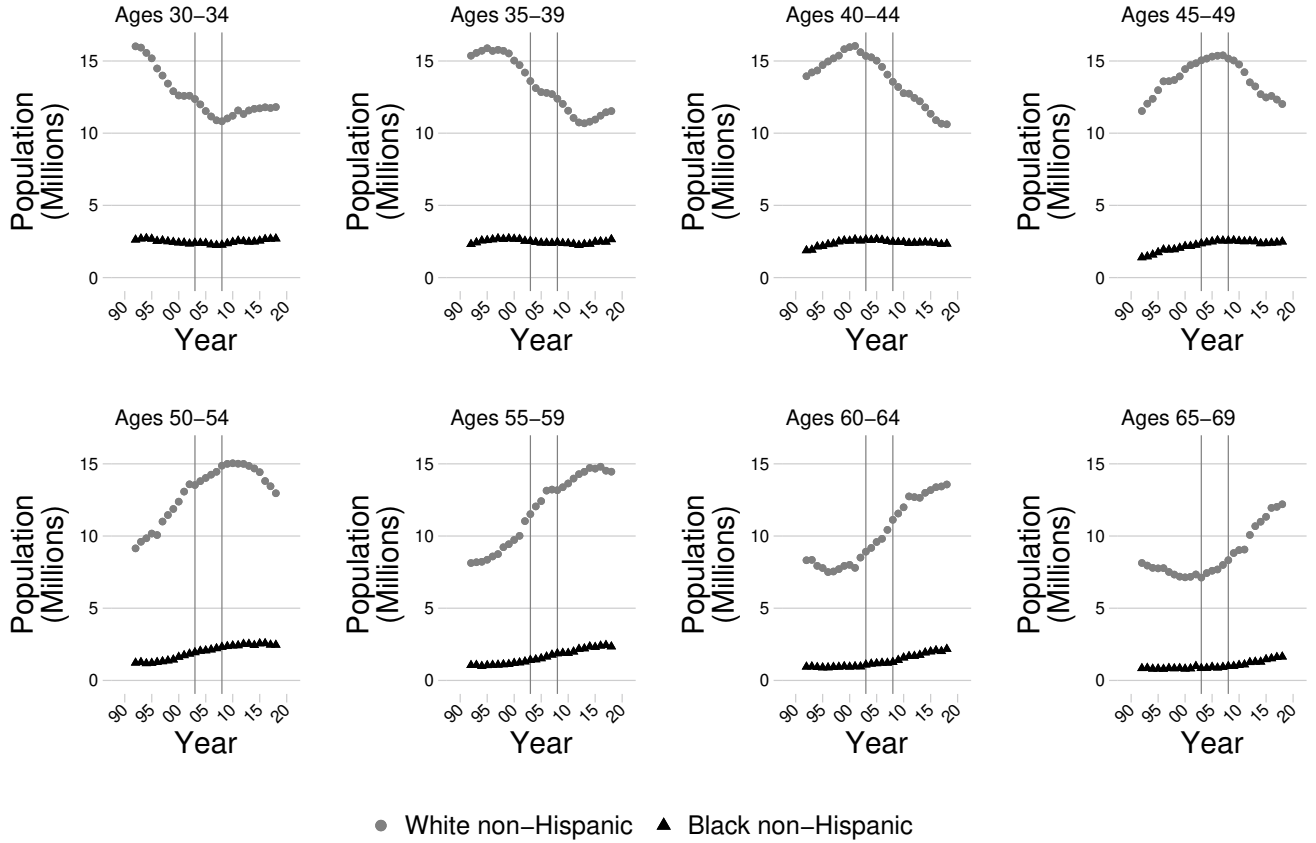 Ages 30−34
Population
(Millions)
15
10
5
0
90
95
00
05
10
15
20
Year
Ages 35−39
Population
(Millions)
15
10
5
0
90
95
00
05
10
15
20
Year
Ages 40−44
Population
(Millions)
15
10
5
0
90
95
00
05
10
15
20
Year
Ages 45−49
Population
(Millions)
15
10
5
0
90
95
00
05
10
15
20
Year
Ages 50−54
Population
(Millions)
15
10
5
0
90
95
00
05
10
15
20
Year
Ages 55−59
Population
(Millions)
15
10
5
0
90
95
00
05
10
15
20
Year
Ages 60−64
Population
(Millions)
15
10
5
0
90
95
00
05
10
15
20
Year
Ages 65−69
Population
(Millions)
15
10
5
0
90
95
00
05
10
15
20
Year
White non−Hispanic
Black non−Hispanic